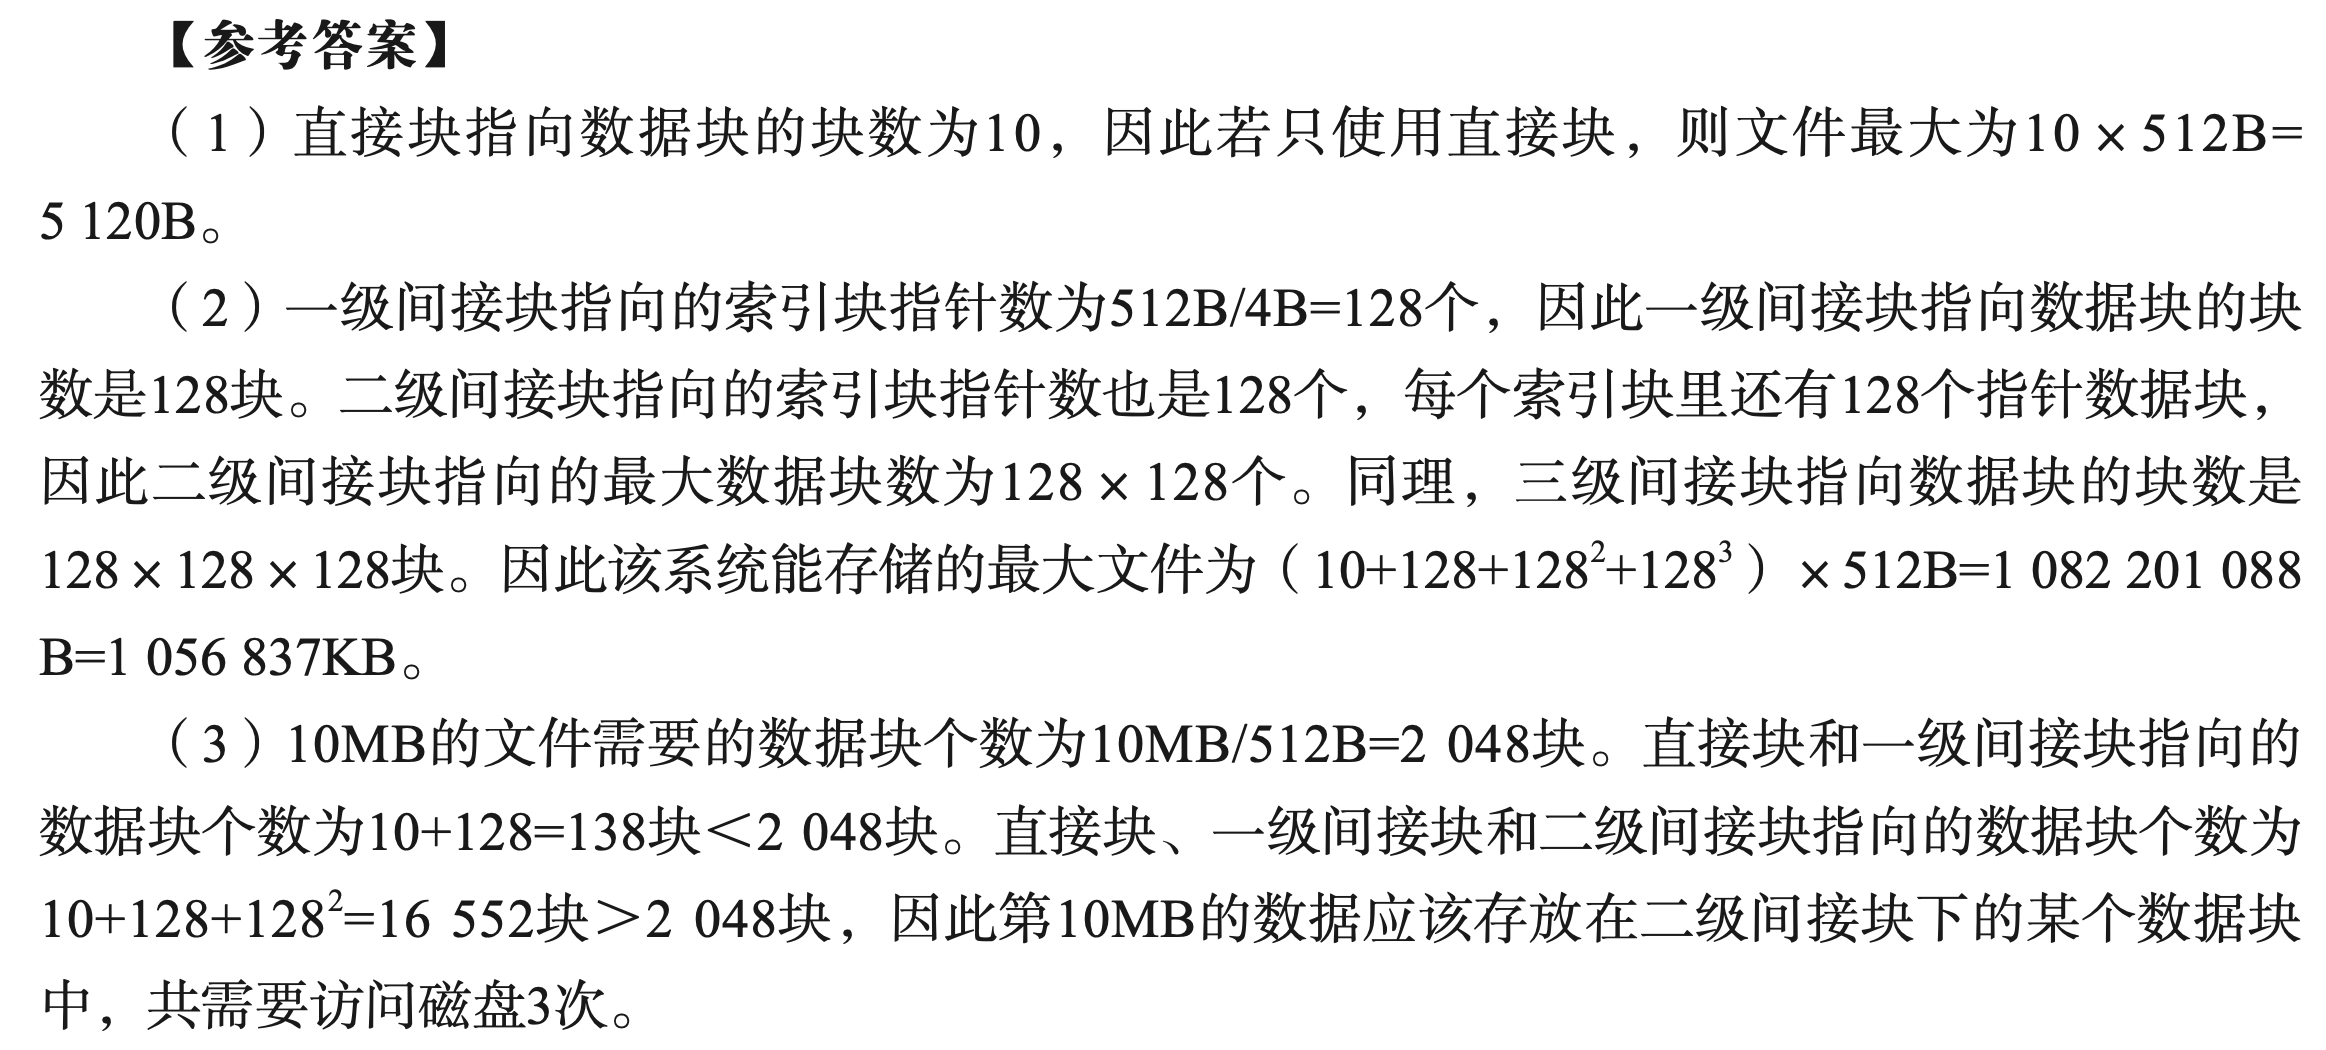 【参考答案】
（1）直接块指向数据块的块数为10，因此若只使用直接块，则文件最大为10 × 512B=
5 120B。
（2）一级间接块指向的索引块指针数为512B/4B=128个，因此一级间接块指向数据块的块
数是128块。二级间接块指向的索引块指针数也是128个，每个索引块里还有128个指针数据块，
因此二级间接块指向的最大数据块数为128 × 128个。同理，三级间接块指向数据块的块数是
128 × 128 × 128块。因此该系统能存储的最大文件为（10+128+128²+128³）× 512B=1 082 201 088
B=1 056 837KB。
（3）10MB的文件需要的数据块个数为10MB/512B=2 048块。直接块和一级间接块指向的
数据块个数为10+128=138块＜2 048块。直接块、一级间接块和二级间接块指向的数据块个数为
10+128+128²=16 552块＞2 048块，因此第10MB的数据应该存放在二级间接块下的某个数据块
中，共需要访问磁盘3次。